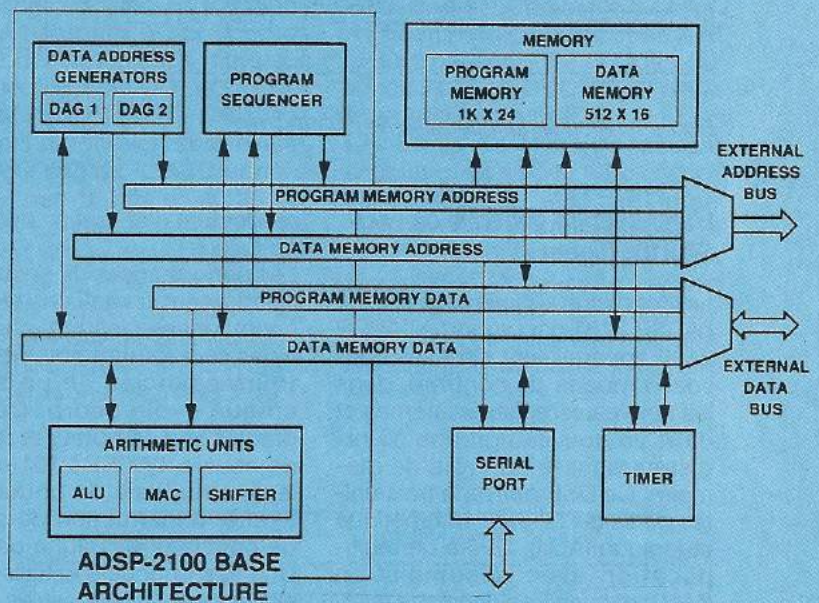 DATA ADDRESS
GENERATORS
DAG 1
DAG 2
PROGRAM
SEQUENCER
MEMORY
PROGRAM
MEMORY
1K X 24
DATA
MEMORY
512 X 16
EXTERNAL
ADDRESS
BUS
PROGRAM MEMORY ADDRESS
DATA MEMORY ADDRESS
PROGRAM MEMORY DATA
DATA MEMORY DATA
EXTERNAL
DATA
BUS
ARITHMETIC UNITS
ALU
MAC
SHIFTER
SERIAL
PORT
TIMER
ADSP-2100 BASE
ARCHITECTURE